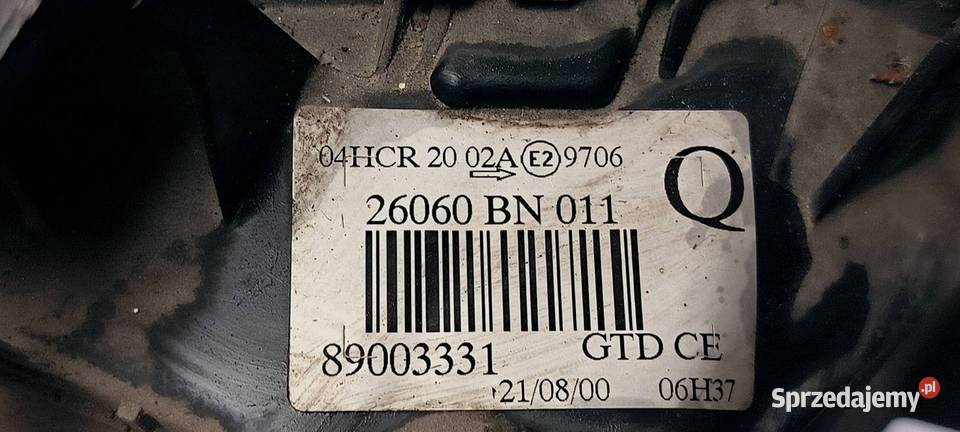 04HCR 20 02A E2 9706
Q
26060 BN 011
89003331
GTD CE
21/08/00 06H37
Sprzedajemy.pl